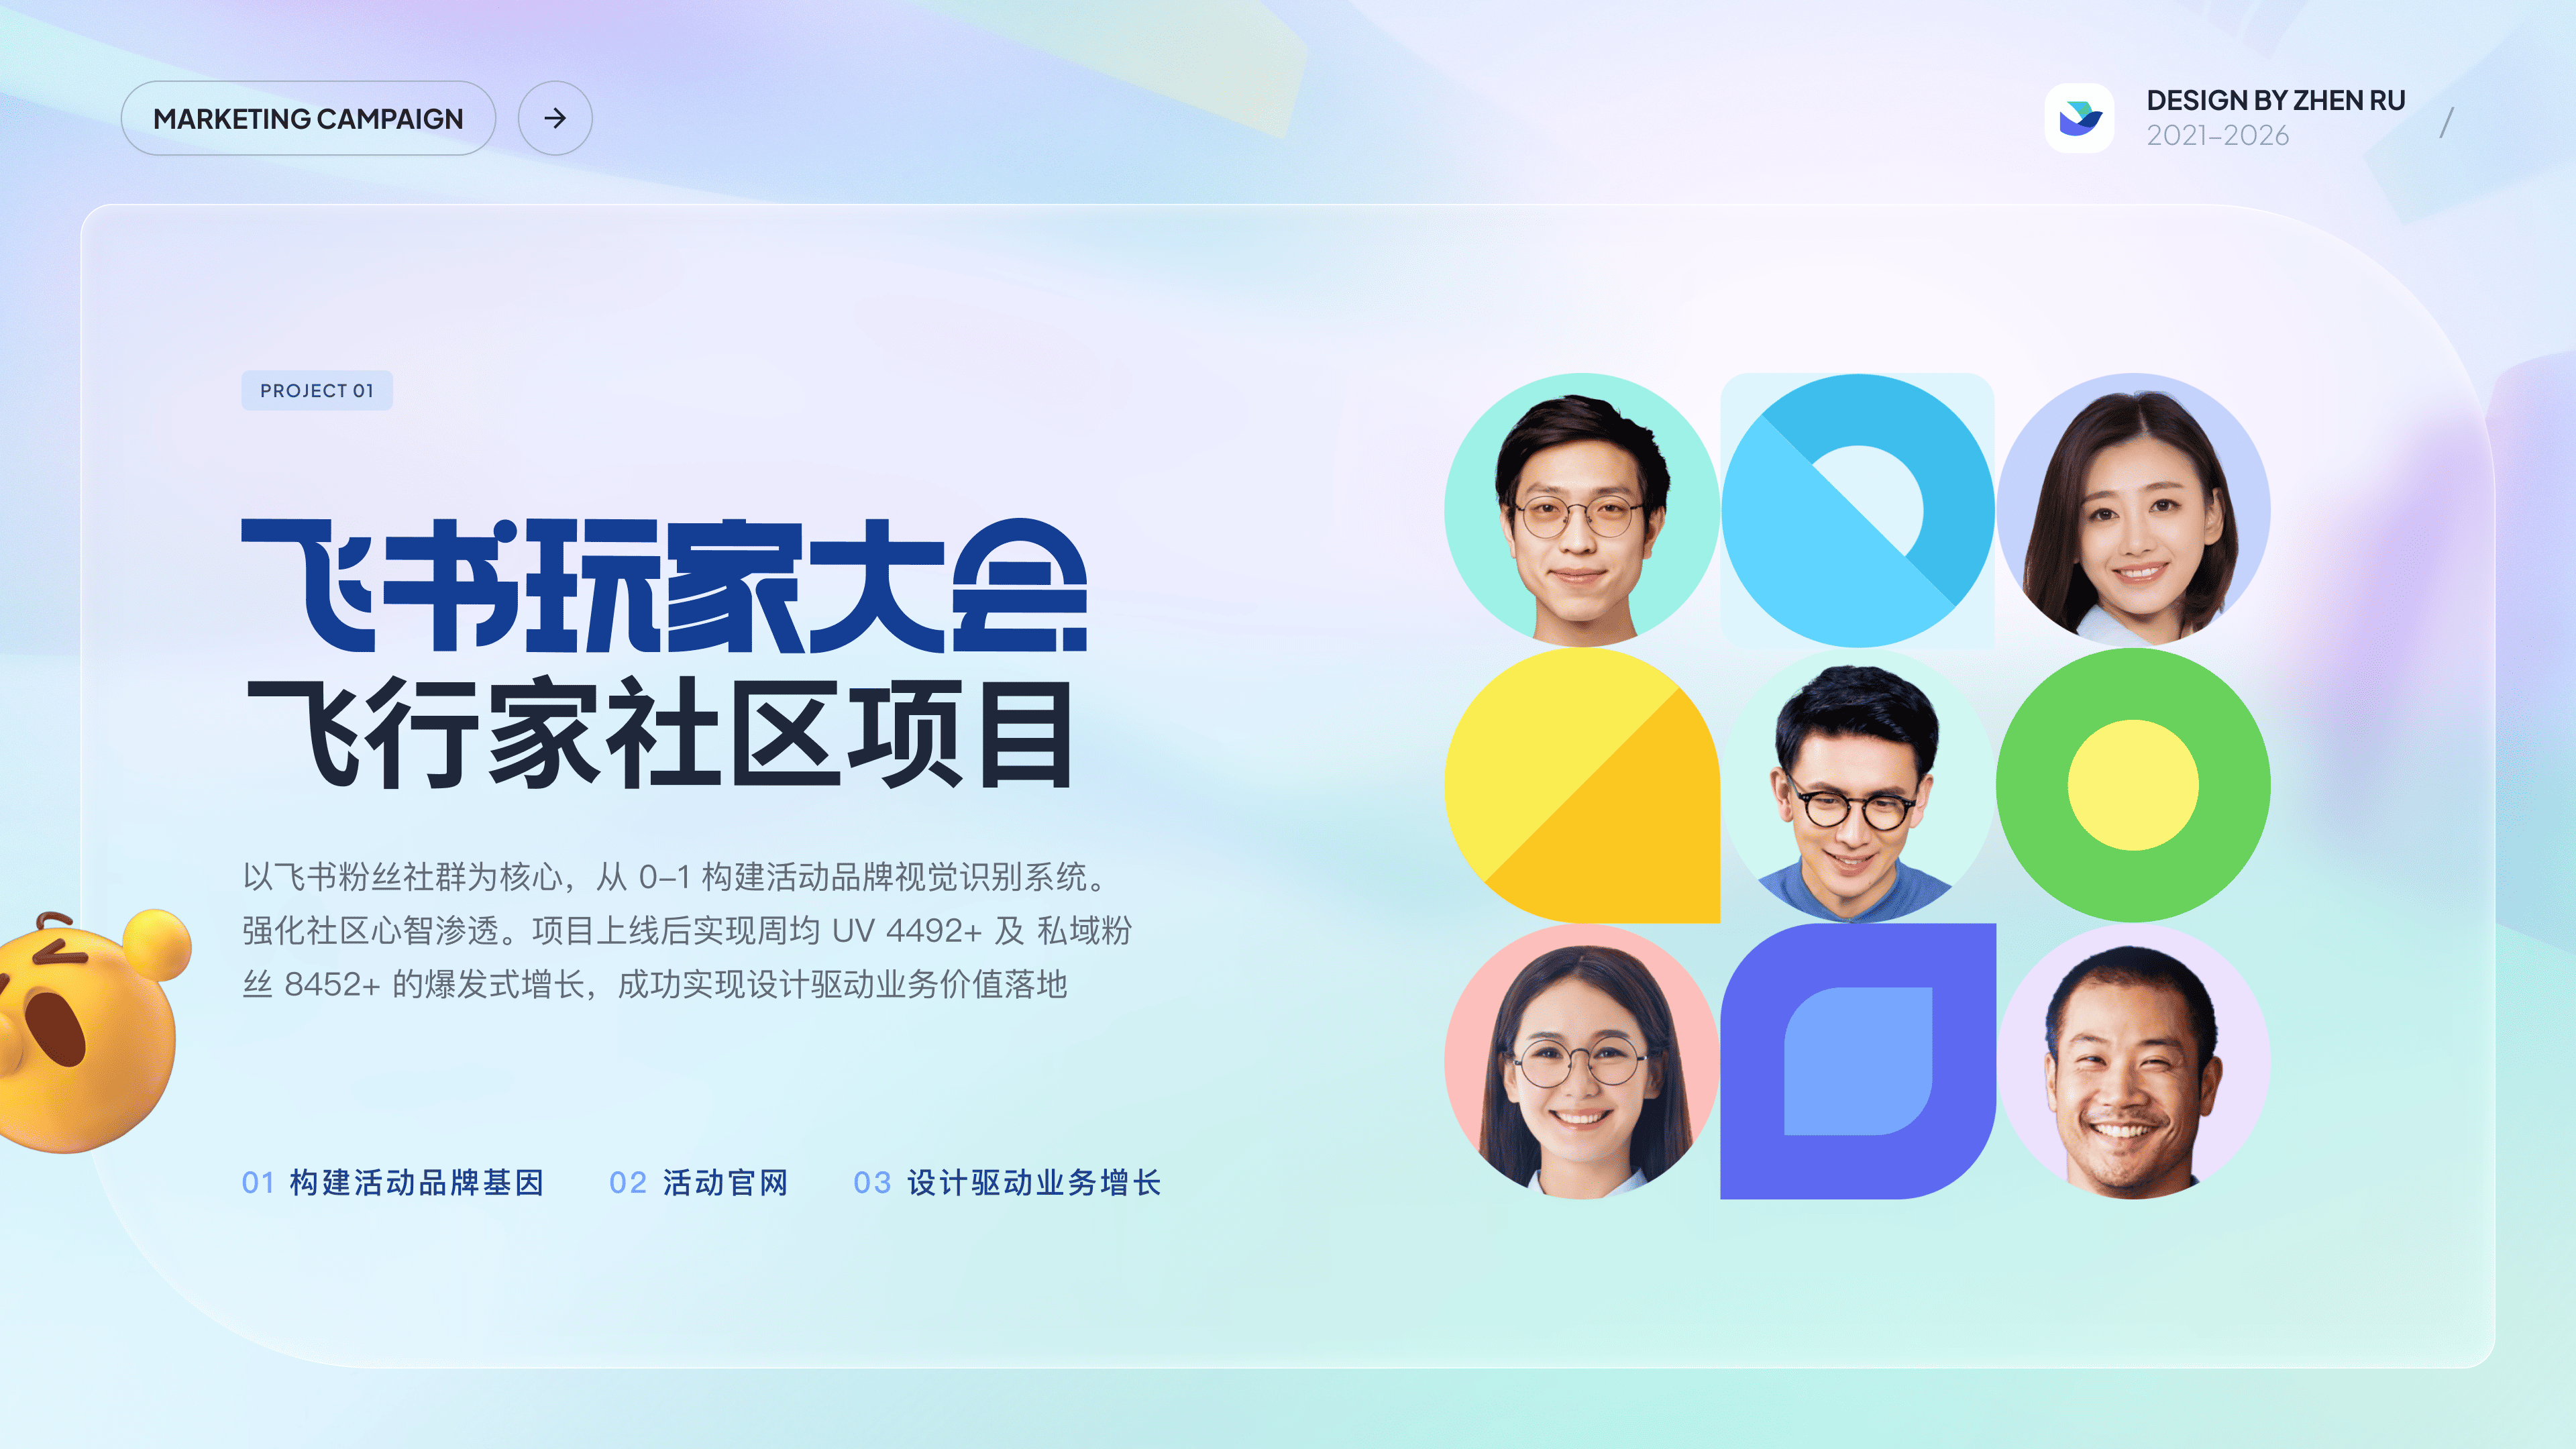 MARKETING CAMPAIGN
DESIGN BY ZHEN RU
2021–2026
/
PROJECT 01
飞书玩家大会
飞行家社区项目
以飞书粉丝社群为核心，从 0–1 构建活动品牌视觉识别系统。
强化社区心智渗透。项目上线后实现周均 UV 4492+ 及 私域粉
丝 8452+ 的爆发式增长，成功实现设计驱动业务价值落地
01 构建活动品牌基因
02 活动官网
03 设计驱动业务增长